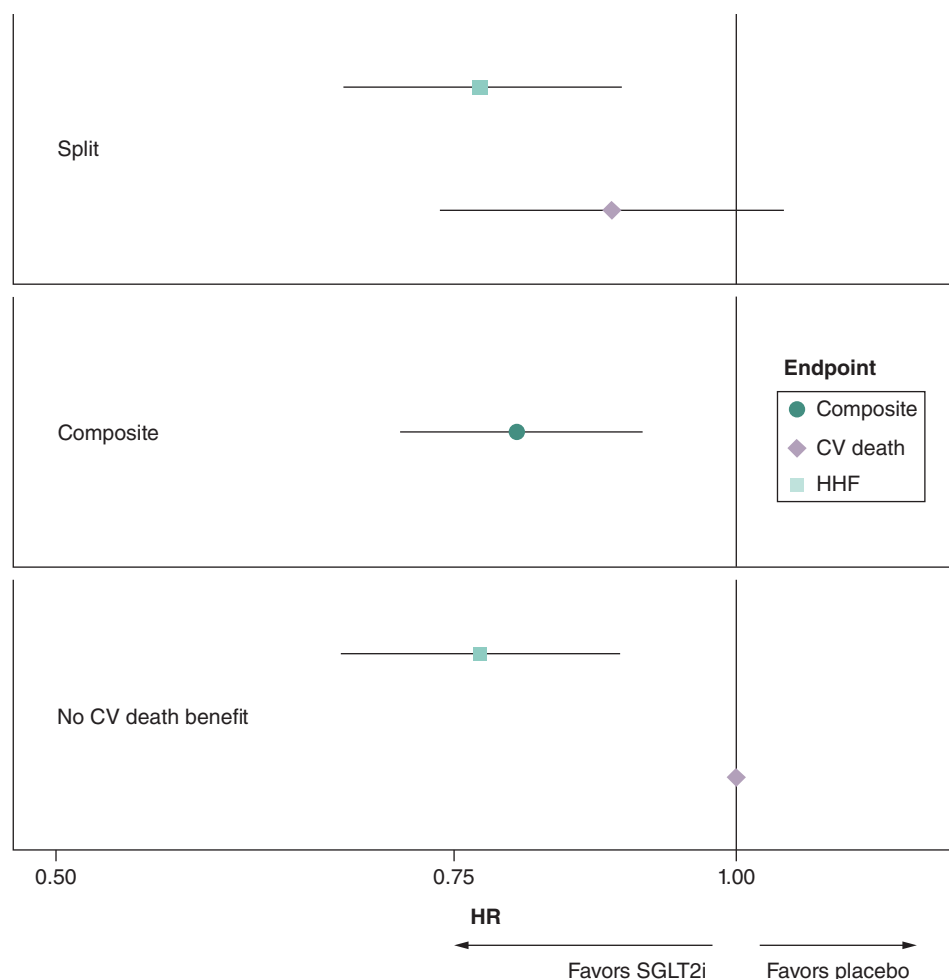 Split
Composite
Endpoint
Composite
CV death
HHF
No CV death benefit
0.50
0.75
1.00
HR
Favors SGLT2i
Favors placebo